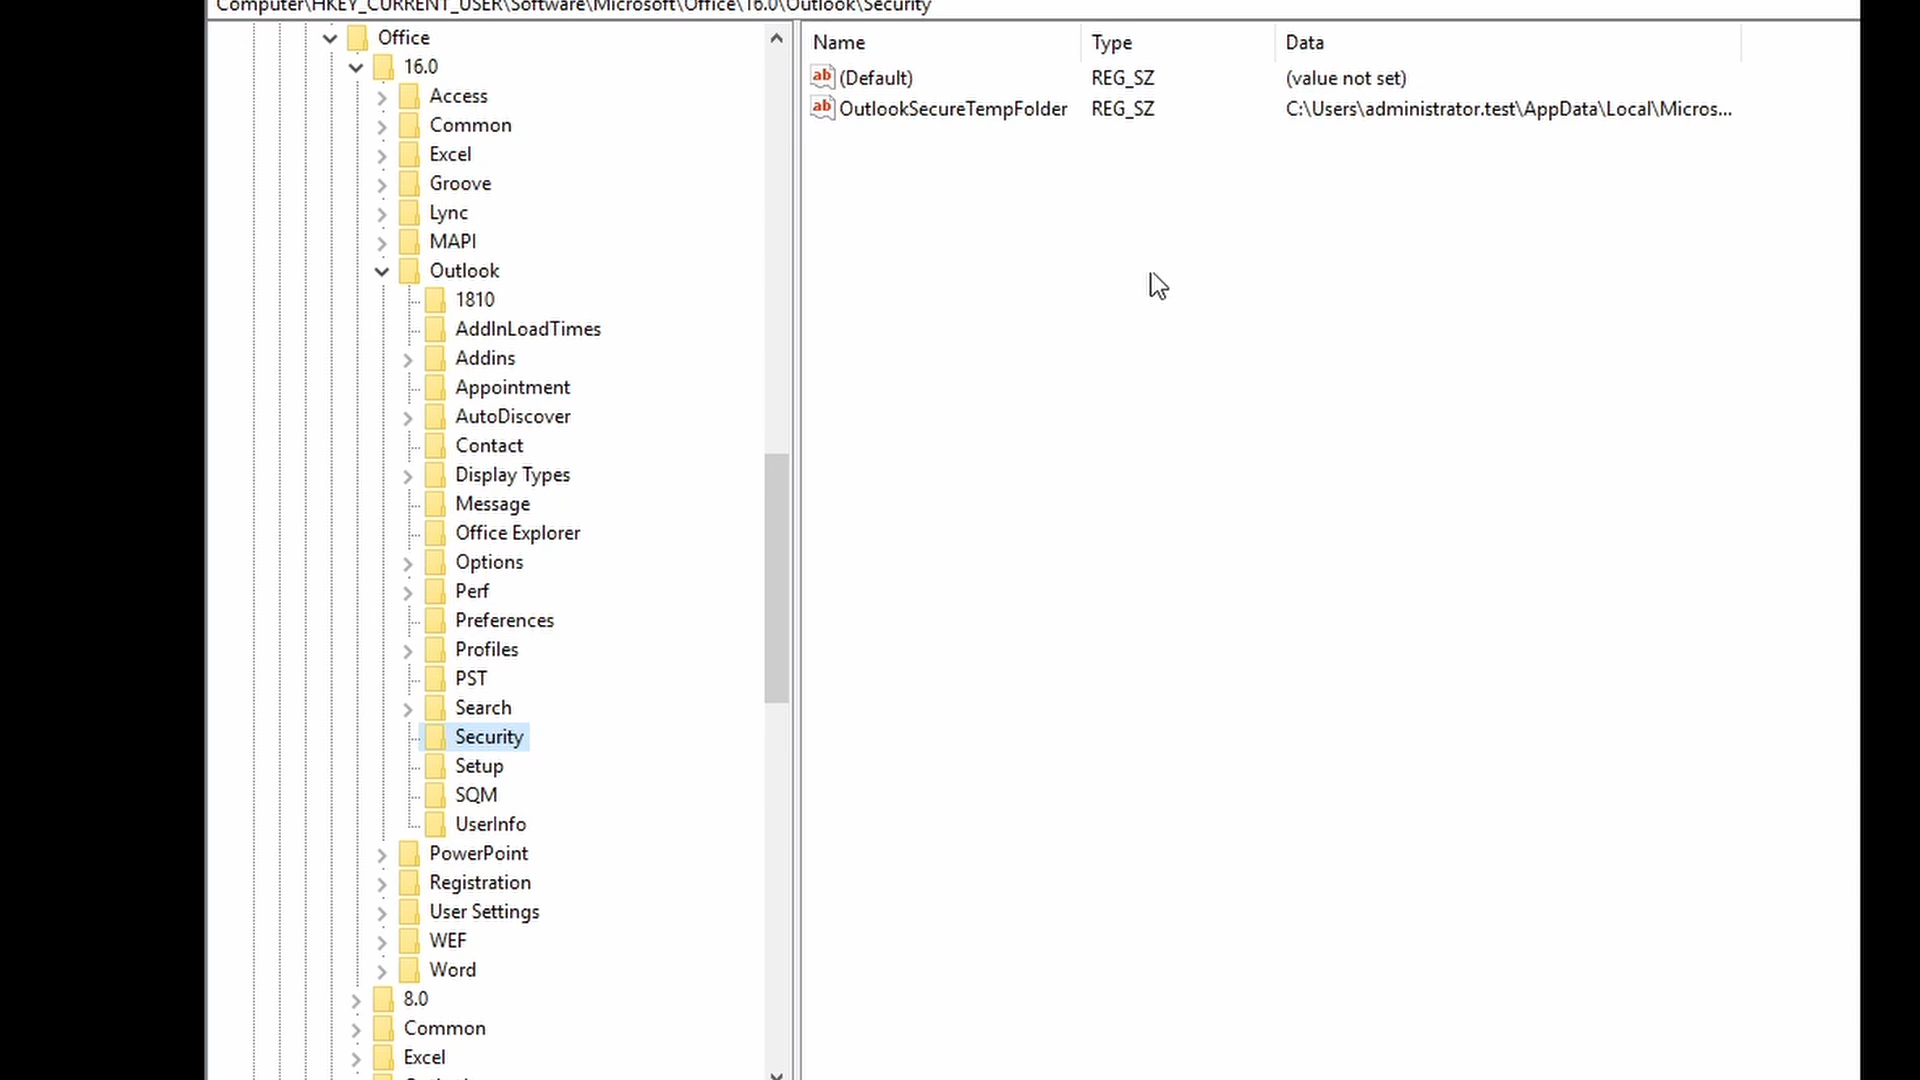 Computer\HKEY_CURRENT_USER\Software\Microsoft\Office\16.0\Outlook\Security
Office
16.0
Access
Common
Excel
Groove
Lync
MAPI
Outlook
1810
AddInLoadTimes
Addins
Appointment
AutoDiscover
Contact
Display Types
Message
Office Explorer
Options
Perf
Preferences
Profiles
PST
Search
Security
Setup
SQM
UserInfo
PowerPoint
Registration
User Settings
WEF
Word
8.0
Common
Excel
Name Type Data
ab (Default) REG_SZ (value not set)
ab OutlookSecureTempFolder REG_SZ C:\Users\administrator.test\AppData\Local\Micros...